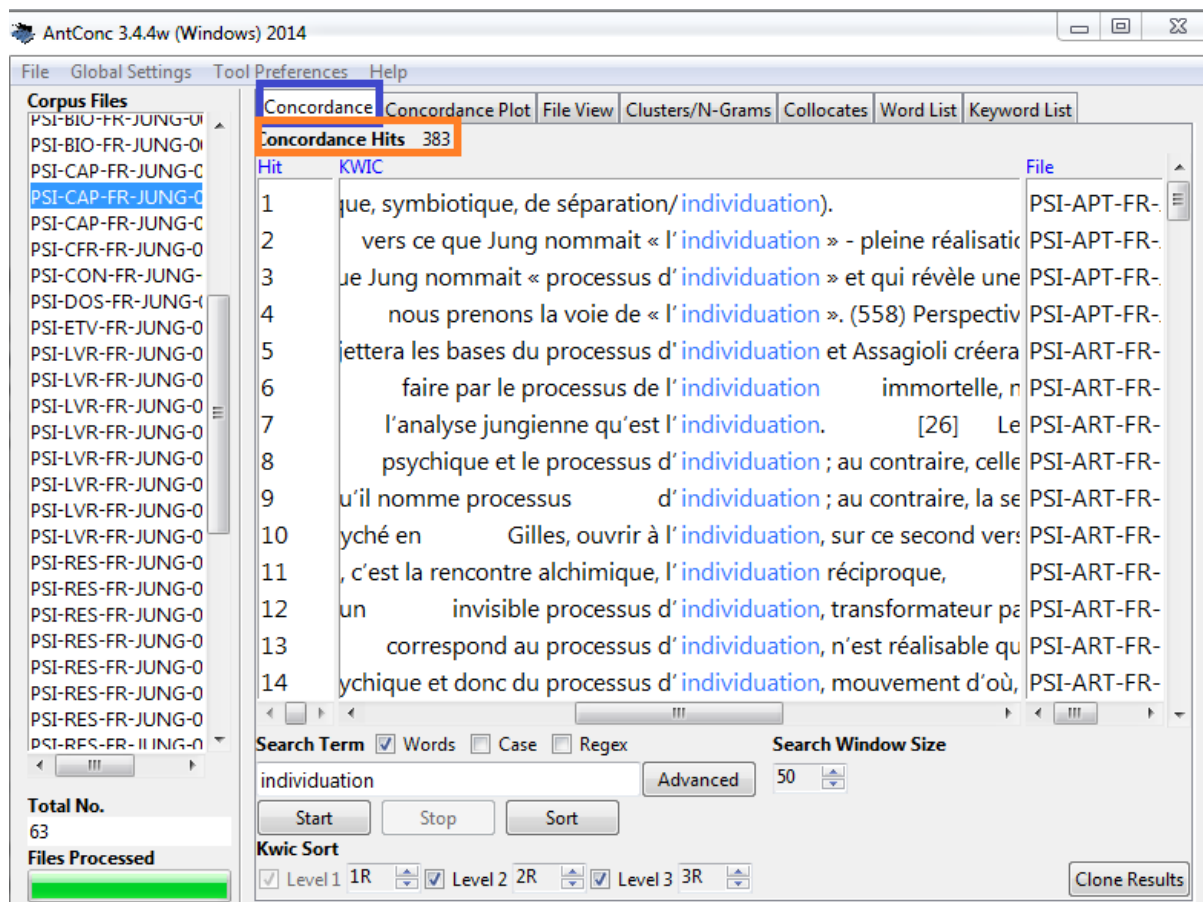 AntConc 3.4.4w (Windows) 2014
File Global Settings Tool Preferences Help
Corpus Files
PSI-BIO-FR-JUNG-0
PSI-BIO-FR-JUNG-0
PSI-CAP-FR-JUNG-0
PSI-CAP-FR-JUNG-0
PSI-CAP-FR-JUNG-0
PSI-CFR-FR-JUNG-0
PSI-CON-FR-JUNG-
PSI-DOS-FR-JUNG-
PSI-ETV-FR-JUNG-0
PSI-LVR-FR-JUNG-0
PSI-LVR-FR-JUNG-0
PSI-LVR-FR-JUNG-0
PSI-LVR-FR-JUNG-0
PSI-LVR-FR-JUNG-0
PSI-LVR-FR-JUNG-0
PSI-LVR-FR-JUNG-0
PSI-LVR-FR-JUNG-0
PSI-RES-FR-JUNG-0
PSI-RES-FR-JUNG-0
PSI-RES-FR-JUNG-0
PSI-RES-FR-JUNG-0
PSI-RES-FR-JUNG-0
PSI-RES-FR-JUNG-0
PSI-RES-FR-JUNG-0
PSI-RES-FR-JUNG-0
Total No.
63
Files Processed
Concordance Concordance Plot File View Clusters/N-Grams Collocates Word List Keyword List
Concordance Hits 383
Hit KWIC File
1 que, symbiotique, de séparation/individuation). PSI-APT-FR-
2 vers ce que Jung nommait « l'individuation » - pleine réalisatio PSI-APT-FR-
3 ue Jung nommait « processus d'individuation » et qui révèle une PSI-APT-FR-
4 nous prenons la voie de « l'individuation ». (558) Perspectiv PSI-APT-FR-
5 jettera les bases du processus d'individuation et Assagioli créera PSI-ART-FR-
6 faire par le processus de l'individuation immortelle, n PSI-ART-FR-
7 l'analyse jungienne qu'est l'individuation. [26] Le PSI-ART-FR-
8 psychique et le processus d'individuation ; au contraire, celle PSI-ART-FR-
9 u'il nomme processus d'individuation ; au contraire, la se PSI-ART-FR-
10 yché en Gilles, ouvrir à l'individuation, sur ce second vers PSI-ART-FR-
11 , c'est la rencontre alchimique, l'individuation réciproque, PSI-ART-FR-
12 un invisible processus d'individuation, transformateur pa PSI-ART-FR-
13 correspond au processus d'individuation, n'est réalisable qu PSI-ART-FR-
14 ychique et donc du processus d'individuation, mouvement d'où, PSI-ART-FR-
Search Term Words Case Regex Search Window Size
individuation Advanced 50
Start Stop Sort
Kwic Sort
Level 1 1R Level 2 2R Level 3 3R Clone Results